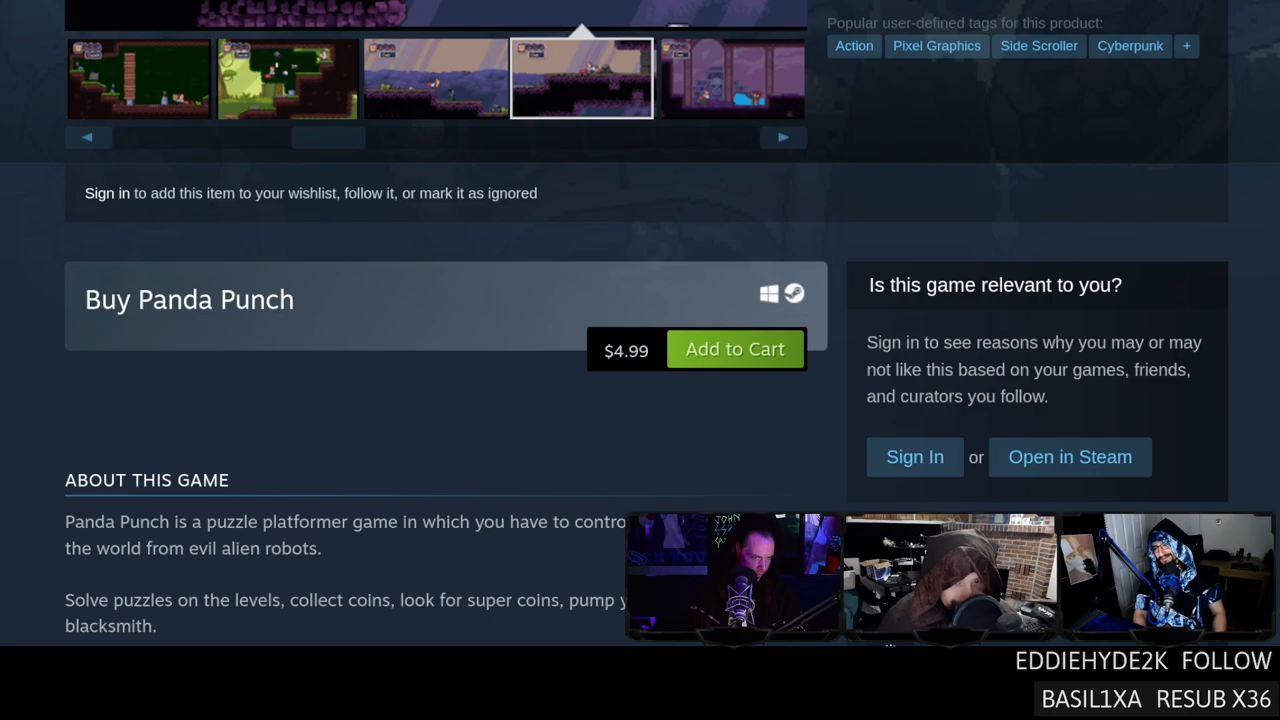 Popular user-defined tags for this product:
Action Pixel Graphics Side Scroller Cyberpunk +
Sign in to add this item to your wishlist, follow it, or mark it as ignored
Buy Panda Punch
$4.99 Add to Cart
Is this game relevant to you?
Sign in to see reasons why you may or may
not like this based on your games, friends,
and curators you follow.
Sign In or Open in Steam
ABOUT THIS GAME
Panda Punch is a puzzle platformer game in which you have to contro
the world from evil alien robots.
Solve puzzles on the levels, collect coins, look for super coins, pump y
blacksmith.
JOHN
EDDIEHYDE2K FOLLOW
BASIL1XA RESUB X36